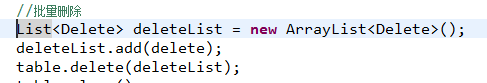 //批量删除
List<Delete> deleteList = new ArrayList<Delete>();
deleteList.add(delete);
table.delete(deleteList);